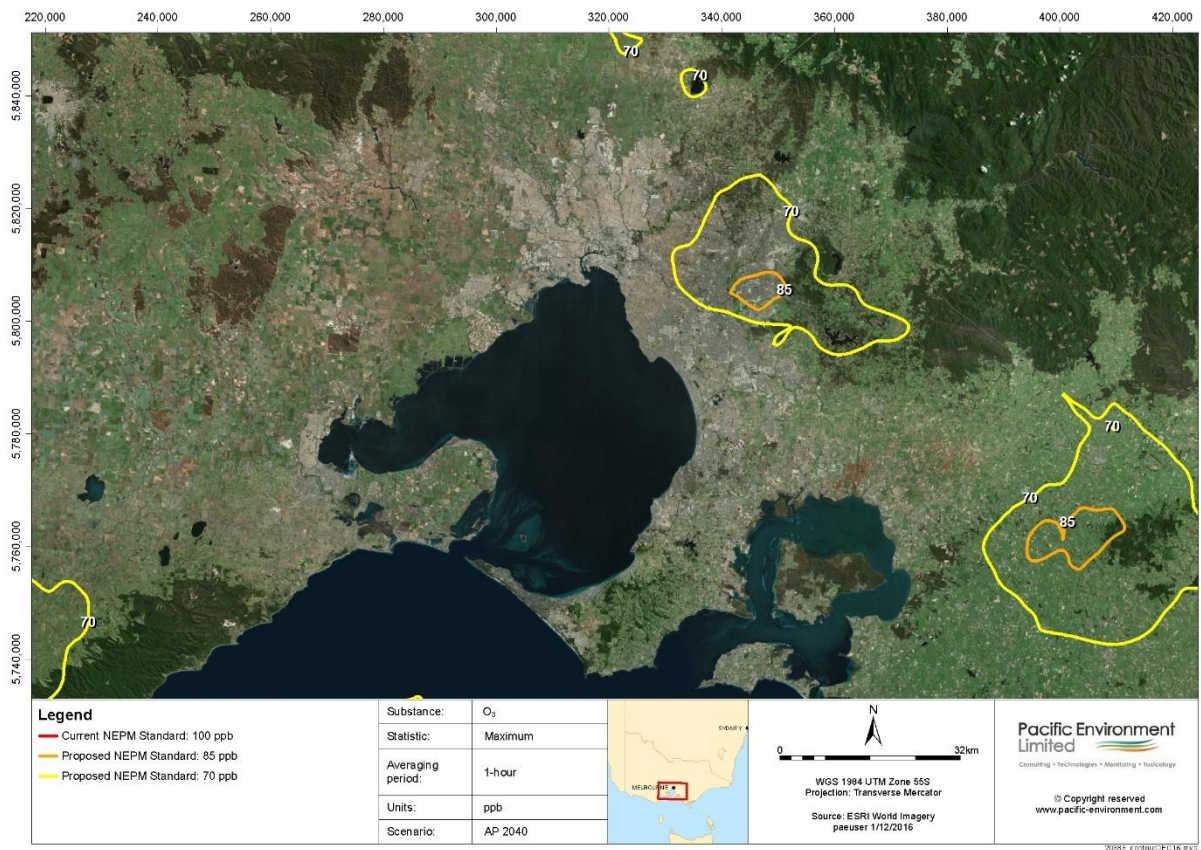 220,000 240,000 260,000 280,000 300,000 320,000 340,000 360,000 380,000 400,000 420,000
5,840,000
5,820,000
5,800,000
5,780,000
5,760,000
5,740,000
70
70
70
85
70
70
85
70
Legend
Current NEPM Standard: 100 ppb
Proposed NEPM Standard: 85 ppb
Proposed NEPM Standard: 70 ppb
Substance: O₃
Statistic: Maximum
Averaging
period: 1-hour
Units: ppb
Scenario: AP 2040
SYDNEY
MELBOURNE
N
0 32km
WGS 1984 UTM Zone 55S
Projection: Transverse Mercator
Source: ESRI World Imagery
paeuser 1/12/2016
Pacific Environment
Limited
Consulting • Technologies • Monitoring • Toxicology
© Copyright reserved
www.pacific-environment.com